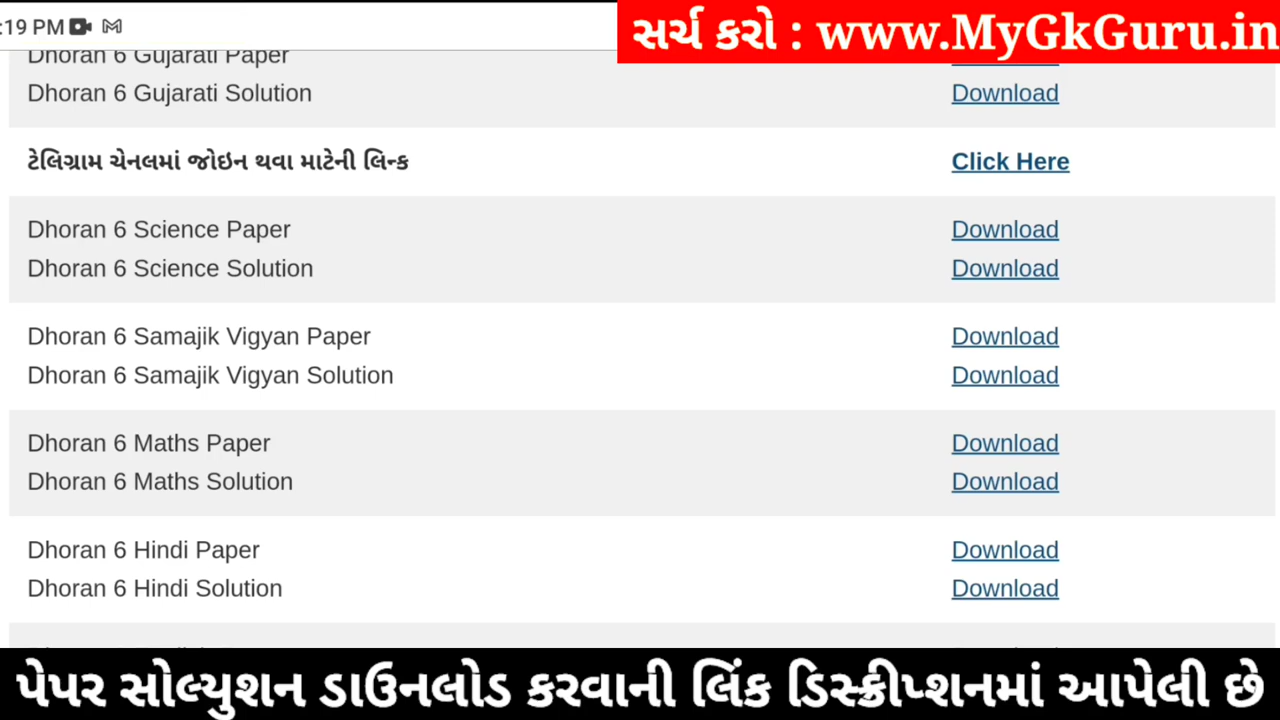 :19 PM
સર્ચ કરો : www.MyGkGuru.in
Dhoran 6 Gujarati Paper
Dhoran 6 Gujarati Solution Download
ટેલિગ્રામ ચેનલમાં જોઇન થવા માટેની લિન્ક Click Here
Dhoran 6 Science Paper Download
Dhoran 6 Science Solution Download
Dhoran 6 Samajik Vigyan Paper Download
Dhoran 6 Samajik Vigyan Solution Download
Dhoran 6 Maths Paper Download
Dhoran 6 Maths Solution Download
Dhoran 6 Hindi Paper Download
Dhoran 6 Hindi Solution Download
પેપર સોલ્યુશન ડાઉનલોડ કરવાની લિંક ડિસ્ક્રીપ્શનમાં આપેલી છે